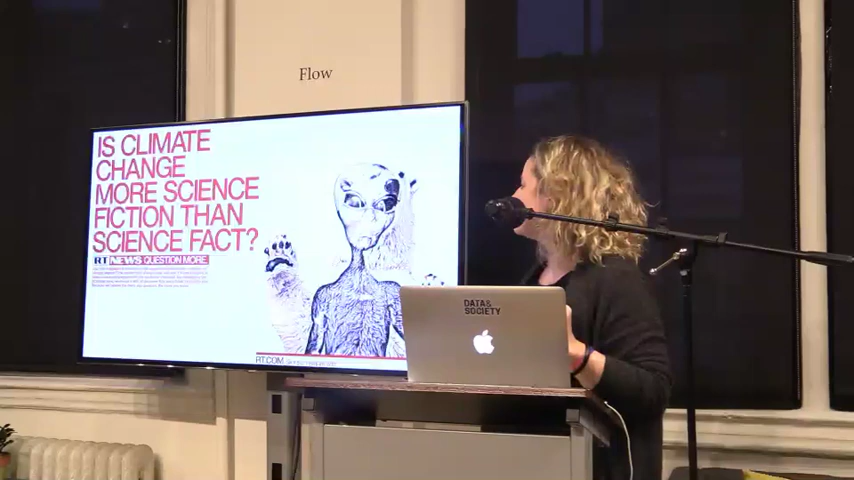 Flow
IS CLIMATE
CHANGE
MORE SCIENCE
FICTION THAN
SCIENCE FACT?
RT NEWS QUESTION MORE
RT.COM
DATA&
SOCIETY